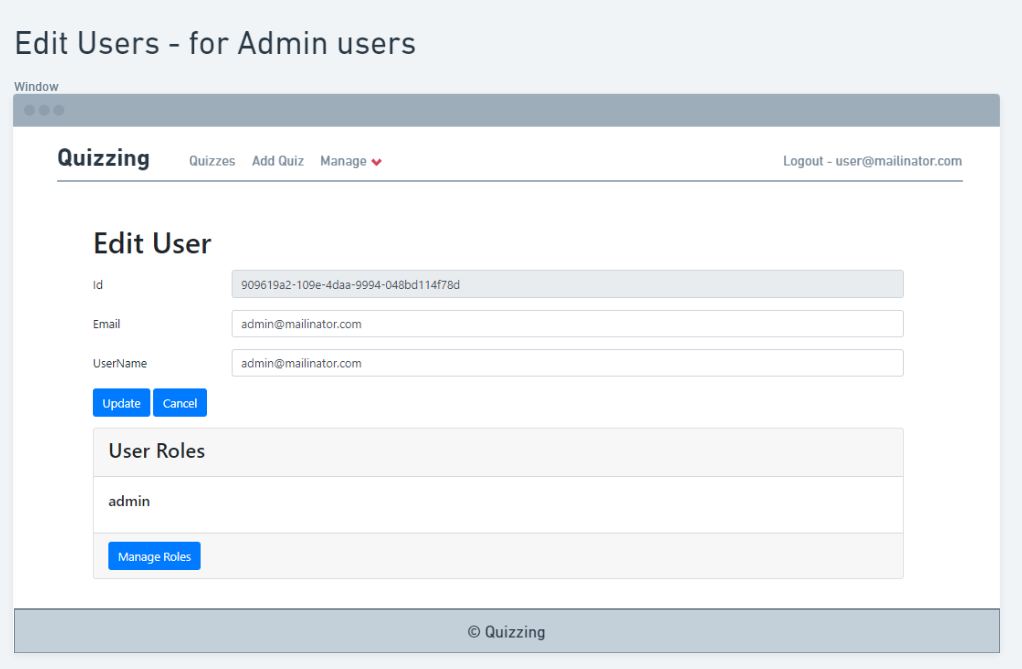 Edit Users - for Admin users
Window
Quizzing Quizzes Add Quiz Manage Logout - user@mailinator.com
Edit User
Id 909619a2-109e-4daa-9994-048bd114f78d
Email admin@mailinator.com
UserName admin@mailinator.com
Update Cancel
User Roles
admin
Manage Roles
© Quizzing